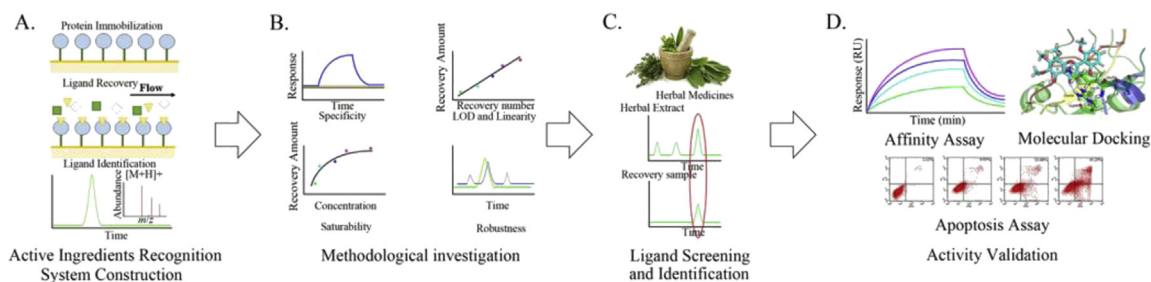 A.
Protein Immobilization
Ligand Recovery
Flow
Ligand Identification
Abundance
[M+H]+
m/z
Time
Active Ingredients Recognition
System Construction
B.
Response
Time
Specificity
Recovery Amount
Recovery number
LOD and Linearity
Recovery Amount
Concentration
Saturability
Time
Robustness
Methodological investigation
C.
Herbal Medicines
Herbal Extract
Time
Recovery sample
Time
Ligand Screening
and Identification
D.
Response (RU)
Time (min)
Affinity Assay
Molecular Docking
Apoptosis Assay
Activity Validation